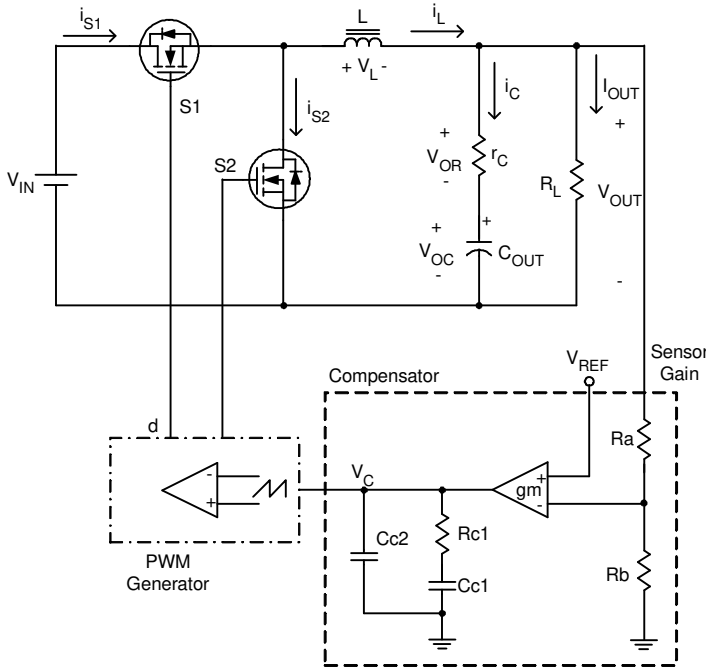 iS1
L
iL
+ VL -
S1
iS2
iC
IOUT
+
S2
VIN
+
VOR
-
rC
RL
VOUT
+
VOC
-
+
COUT
-
VREF
Sensor
Gain
Compensator
d
Ra
VC
gm
+
-
-
+
Rc1
Cc2
Cc1
Rb
PWM
Generator